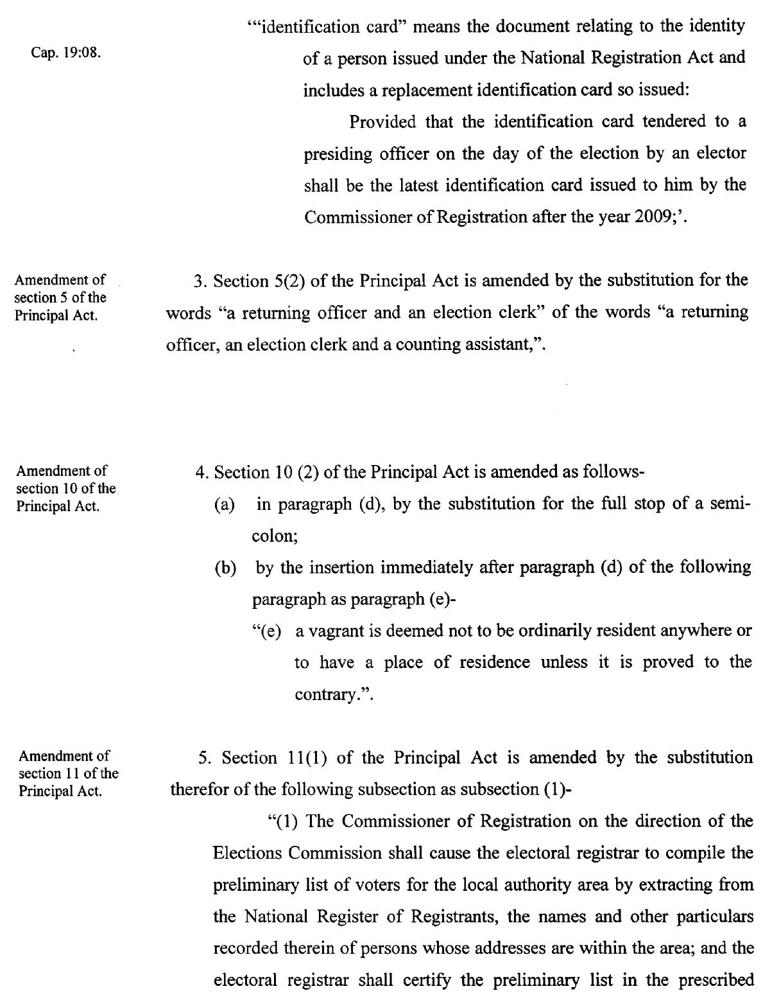 “‘identification card” means the document relating to the identity
Cap. 19:08.
of a person issued under the National Registration Act and
includes a replacement identification card so issued:
Provided that the identification card tendered to a
presiding officer on the day of the election by an elector
shall be the latest identification card issued to him by the
Commissioner of Registration after the year 2009;’.
Amendment of
section 5 of the
Principal Act.
3. Section 5(2) of the Principal Act is amended by the substitution for the
words “a returning officer and an election clerk” of the words “a returning
officer, an election clerk and a counting assistant,”.
Amendment of
section 10 of the
Principal Act.
4. Section 10 (2) of the Principal Act is amended as follows-
(a) in paragraph (d), by the substitution for the full stop of a semi-
colon;
(b) by the insertion immediately after paragraph (d) of the following
paragraph as paragraph (e)-
“(e) a vagrant is deemed not to be ordinarily resident anywhere or
to have a place of residence unless it is proved to the
contrary.”.
Amendment of
section 11 of the
Principal Act.
5. Section 11(1) of the Principal Act is amended by the substitution
therefor of the following subsection as subsection (1)-
“(1) The Commissioner of Registration on the direction of the
Elections Commission shall cause the electoral registrar to compile the
preliminary list of voters for the local authority area by extracting from
the National Register of Registrants, the names and other particulars
recorded therein of persons whose addresses are within the area; and the
electoral registrar shall certify the preliminary list in the prescribed